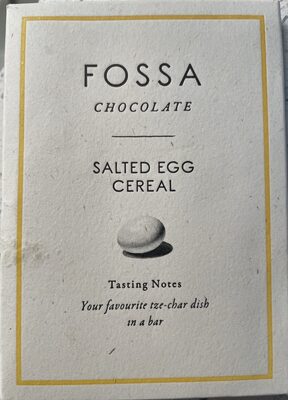 FOSSA
CHOCOLATE
SALTED EGG
CEREAL
Tasting Notes
Your favourite tze-char dish
in a bar